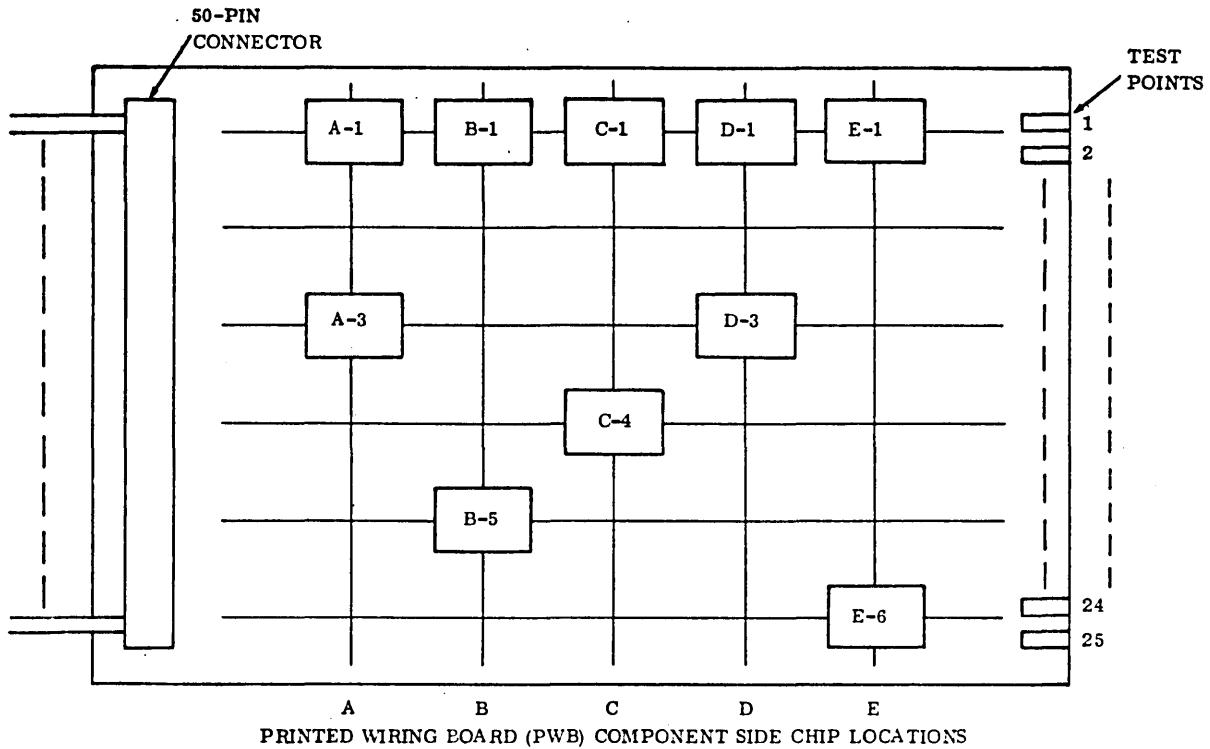 50-PIN
CONNECTOR
TEST
POINTS
A-1 B-1 C-1 D-1 E-1
1
2
A-3 D-3
C-4
B-5
E-6
24
25
A B C D E
PRINTED WIRING BOARD (PWB) COMPONENT SIDE CHIP LOCATIONS